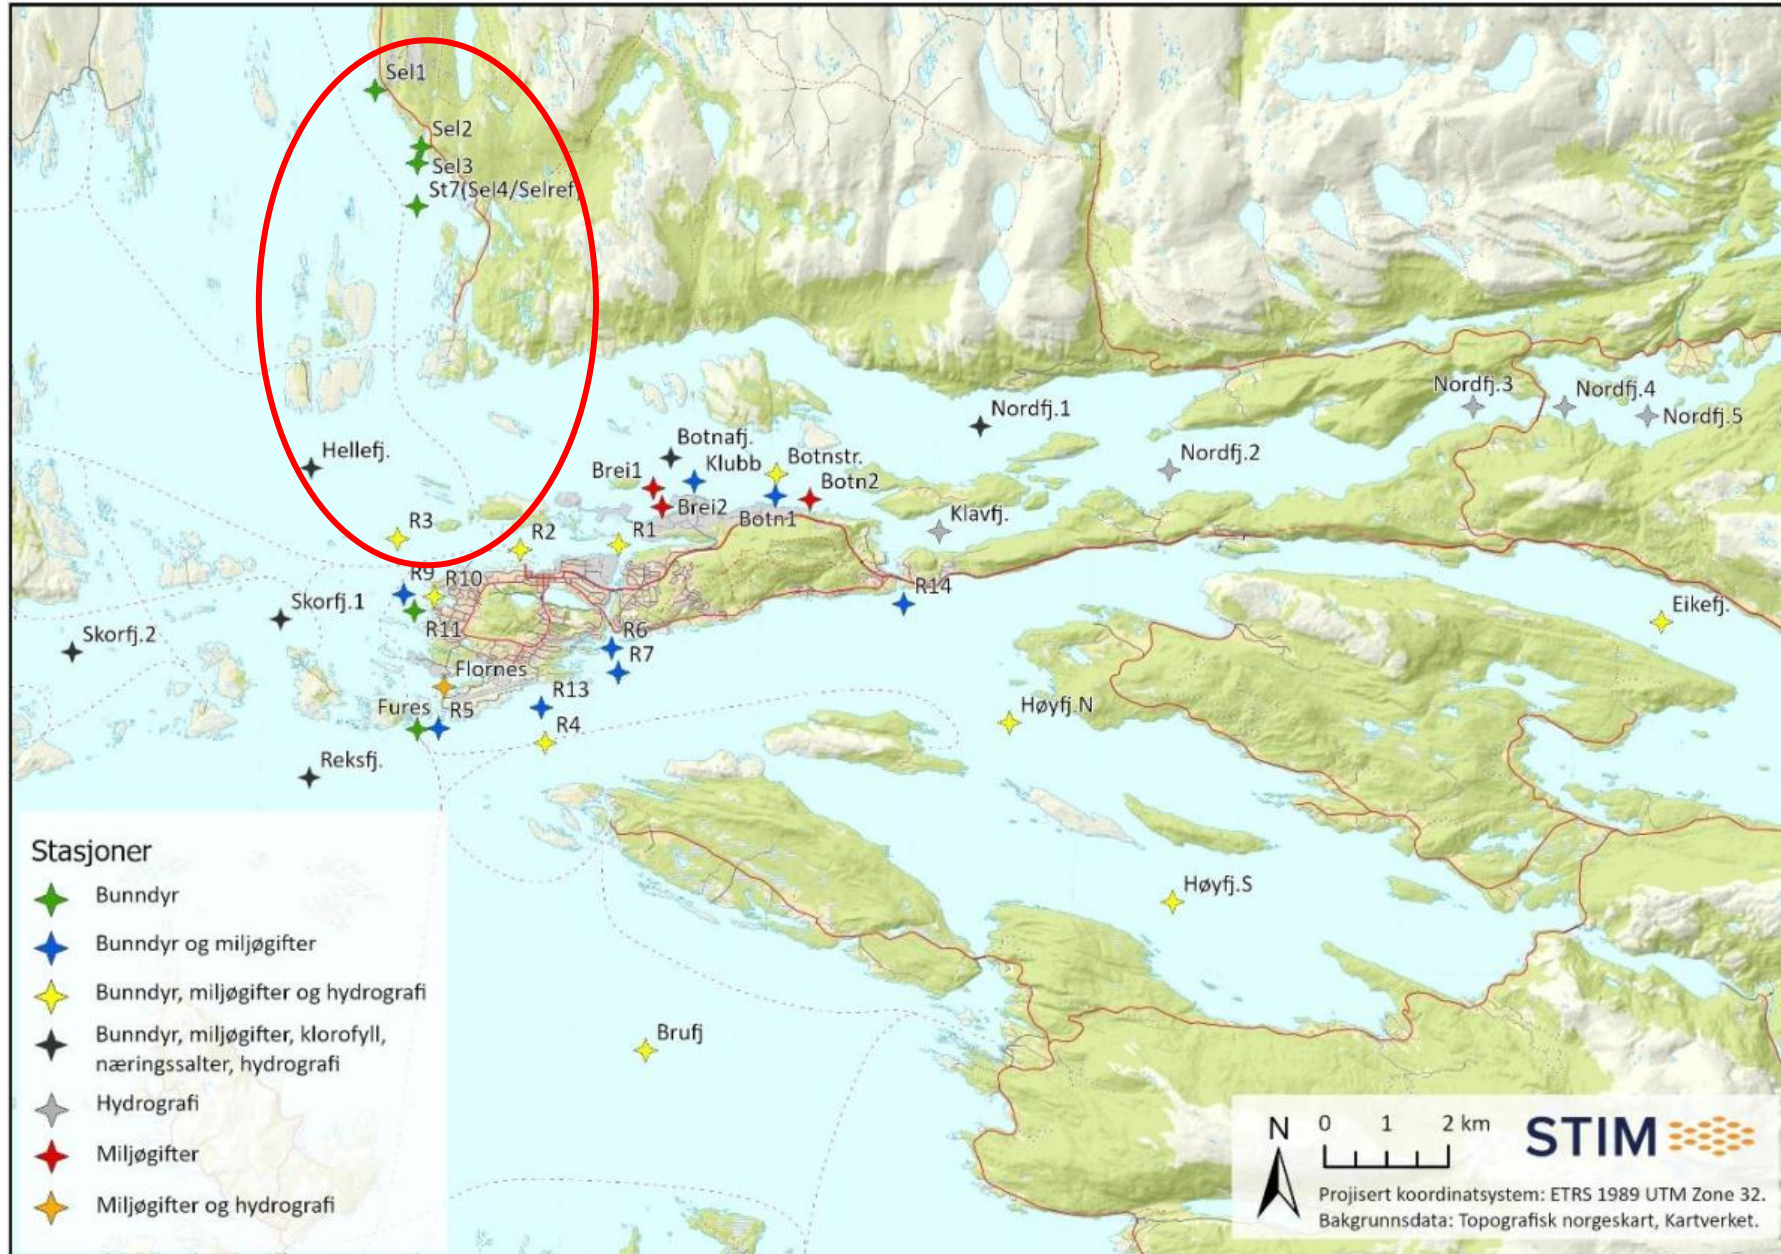 Sel1
Sel2
Sel3
St7(Sel4/Selref)
Nordfj.3
Nordfj.4
Nordfj.5
Nordfj.1
Nordfj.2
Hellefj.
Botnafj.
Klubb
Botnstr.
Brei1
Brei2
Botn1
Botn2
Klavfj.
R3
R2
R1
R9
R10
R14
Skorfj.1
R11
Eikefj.
Skorfj.2
R6
R7
Flornes
R13
Fures
R5
R4
Høyfj.N
Reksfj.
Høyfj.S
Brufj
Stasjoner
Bunndyr
Bunndyr og miljøgifter
Bunndyr, miljøgifter og hydrografi
Bunndyr, miljøgifter, klorofyll,
næringssalter, hydrografi
Hydrografi
Miljøgifter
Miljøgifter og hydrografi
N
0 1 2 km
STIM
Projisert koordinatsystem: ETRS 1989 UTM Zone 32.
Bakgrunnsdata: Topografisk norgeskart, Kartverket.